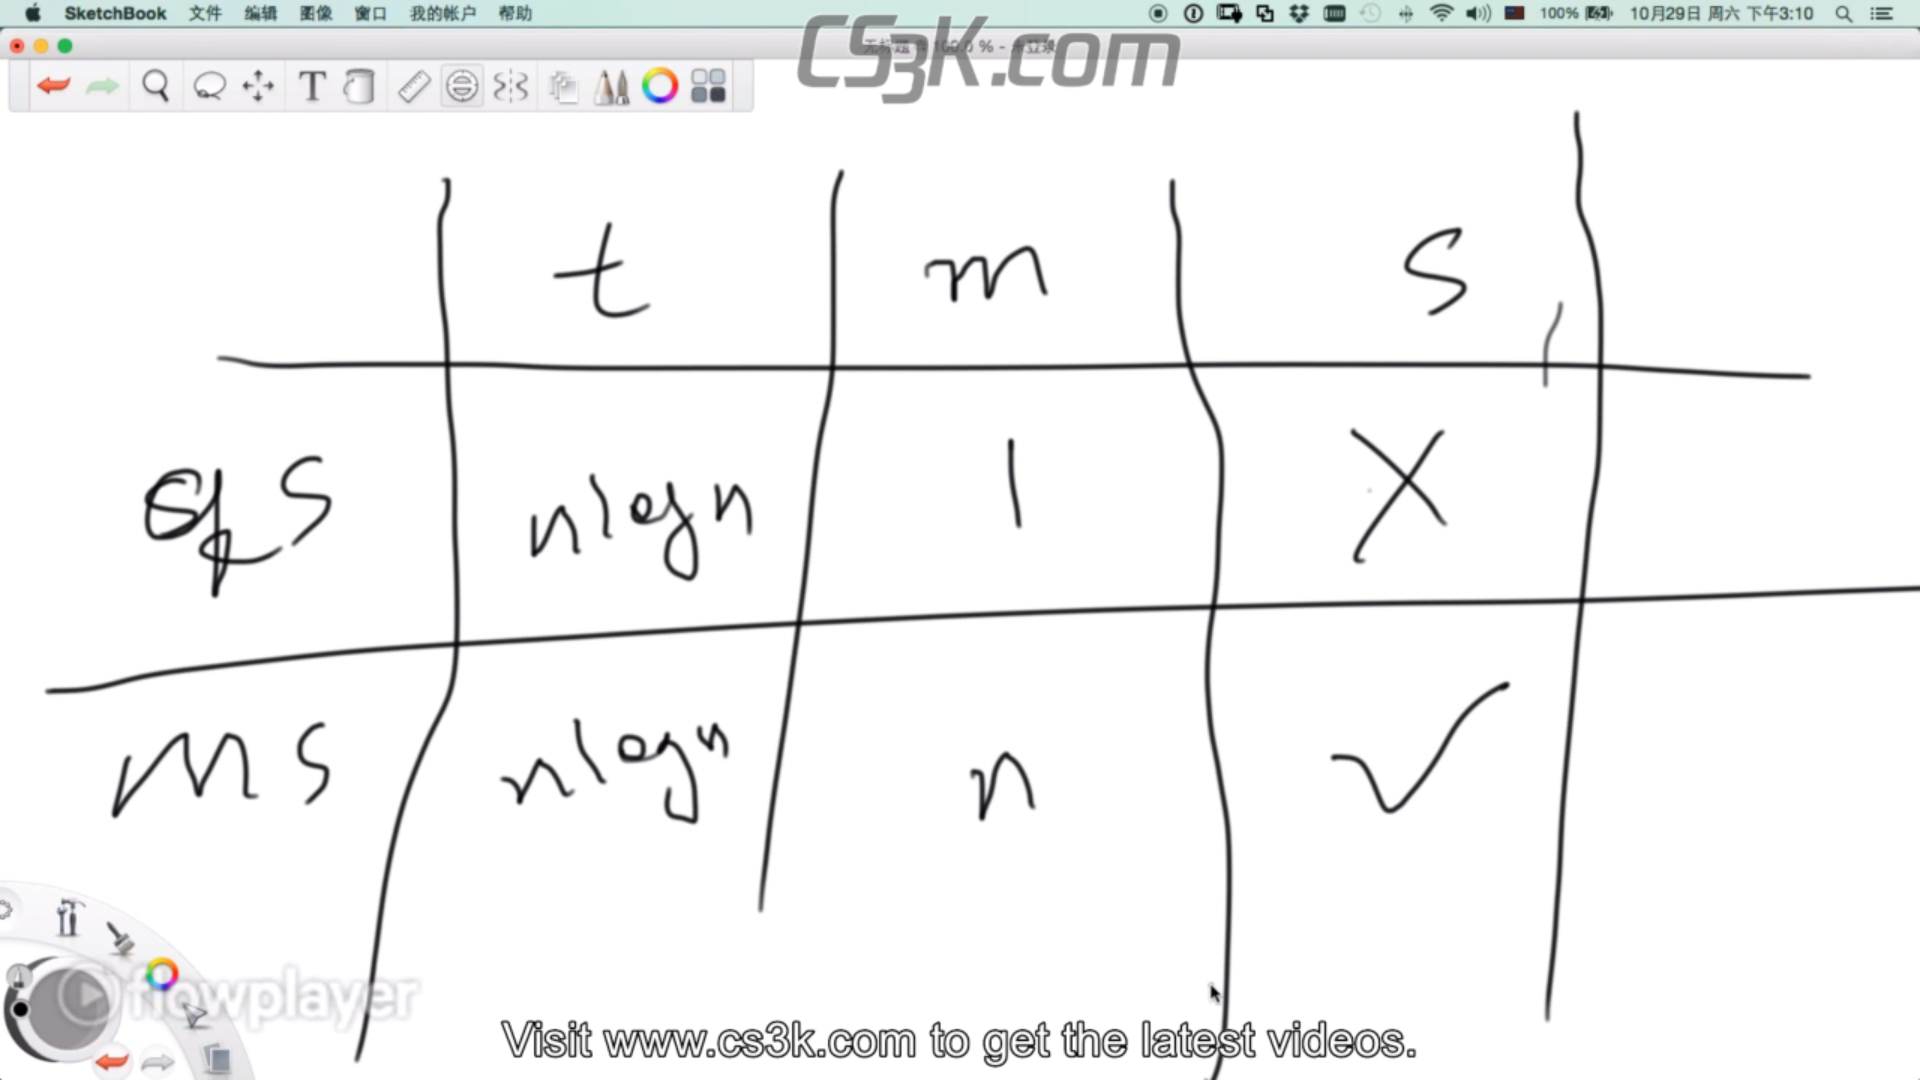 SketchBook 文件 编辑 图像 窗口 我的帐户 帮助 100% 10月29日 周六 下午3:10
CS3K.com
T
t m s
qs nlogn 1 X
ms nlogn n ✓
flowplayer
Visit www.cs3k.com to get the latest videos.